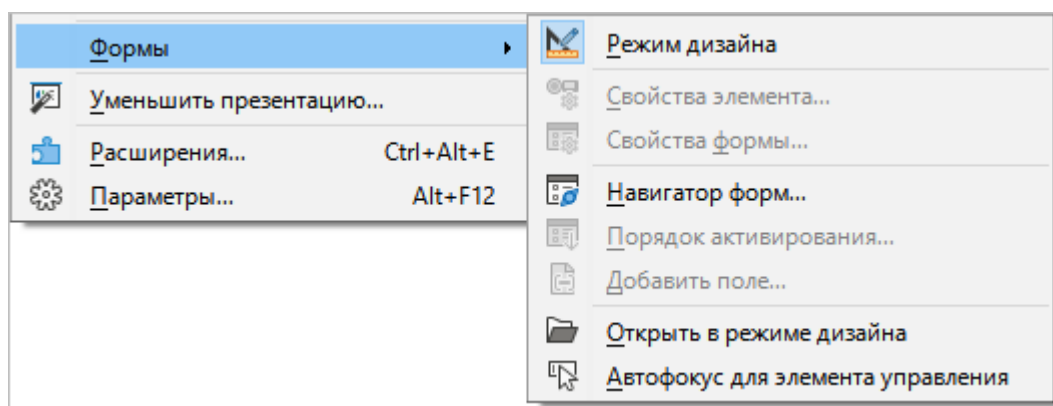 Формы
Уменьшить презентацию...
Расширения... Ctrl+Alt+E
Параметры... Alt+F12
Режим дизайна
Свойства элемента...
Свойства формы...
Навигатор форм...
Порядок активирования...
Добавить поле...
Открыть в режиме дизайна
Автофокус для элемента управления